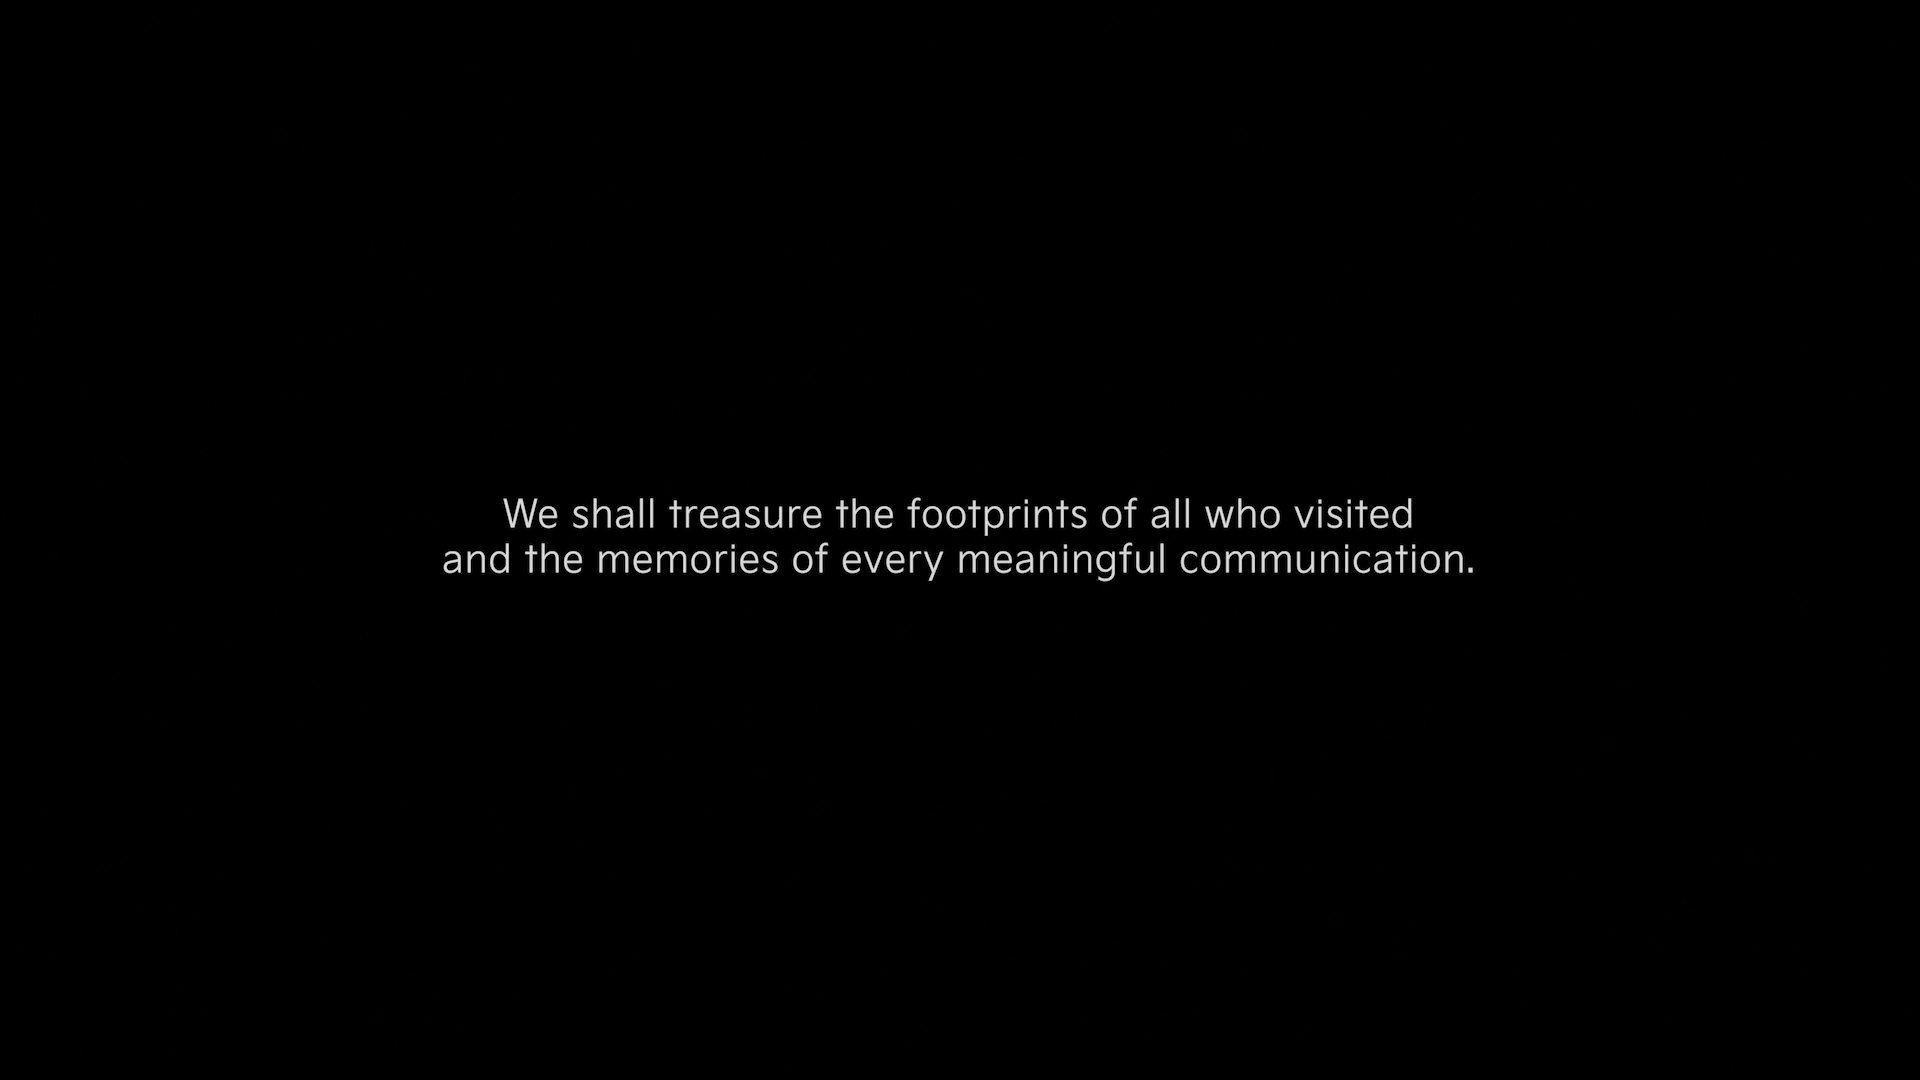 We shall treasure the footprints of all who visited
and the memories of every meaningful communication.